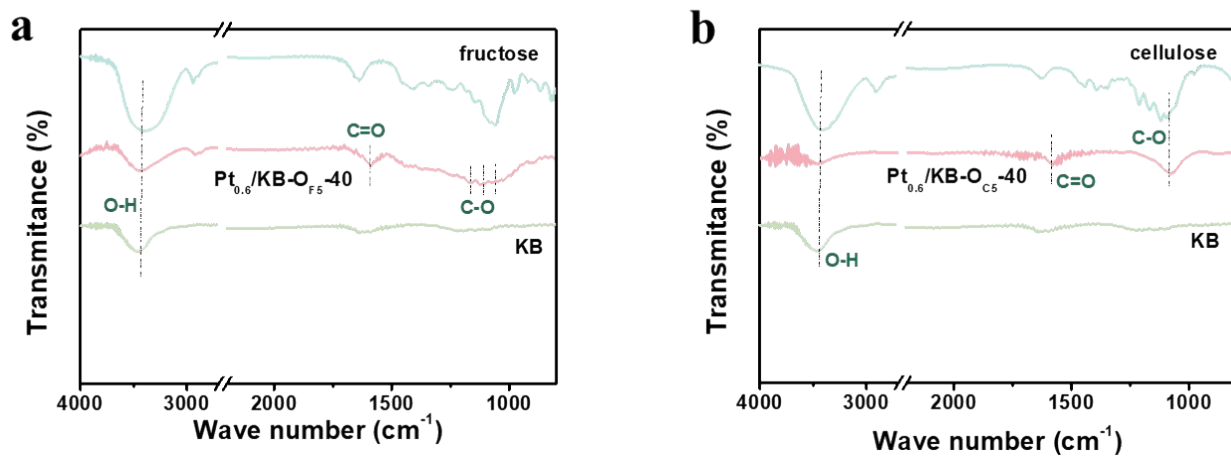 a
fructose
C=O
Pt0.6/KB-OF5-40
O-H
C-O
KB
Transmitance (%)
4000 3000 2000 1500 1000
Wave number (cm-1)
b
cellulose
C-O
Pt0.6/KB-OC5-40
C=O
KB
O-H
Transmitance (%)
4000 3000 2000 1500 1000
Wave number (cm-1)